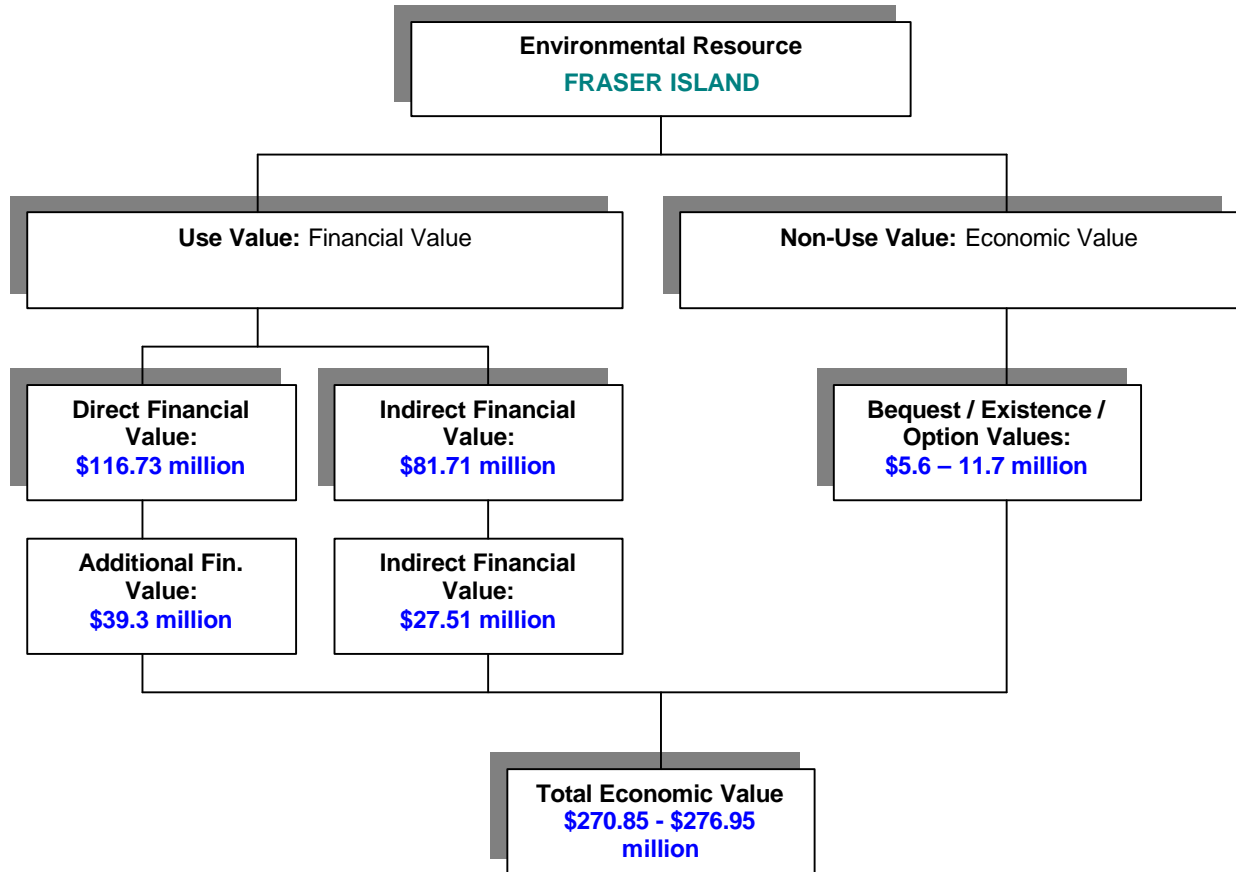 Environmental Resource
FRASER ISLAND
Use Value: Financial Value
Non-Use Value: Economic Value
Direct Financial
Value:
$116.73 million
Indirect Financial
Value:
$81.71 million
Bequest / Existence /
Option Values:
$5.6 – 11.7 million
Additional Fin.
Value:
$39.3 million
Indirect Financial
Value:
$27.51 million
Total Economic Value
$270.85 - $276.95
million